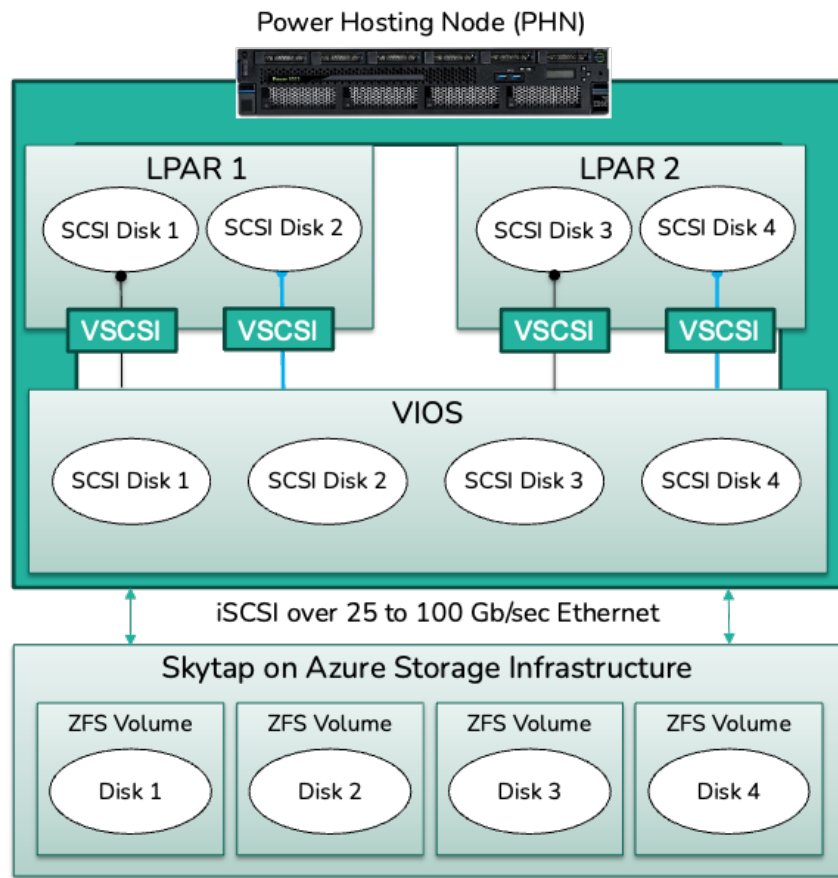 Power Hosting Node (PHN)
LPAR 1
LPAR 2
SCSI Disk 1
SCSI Disk 2
SCSI Disk 3
SCSI Disk 4
VSCSI
VSCSI
VSCSI
VSCSI
VIOS
SCSI Disk 1
SCSI Disk 2
SCSI Disk 3
SCSI Disk 4
iSCSI over 25 to 100 Gb/sec Ethernet
Skytap on Azure Storage Infrastructure
ZFS Volume
ZFS Volume
ZFS Volume
ZFS Volume
Disk 1
Disk 2
Disk 3
Disk 4